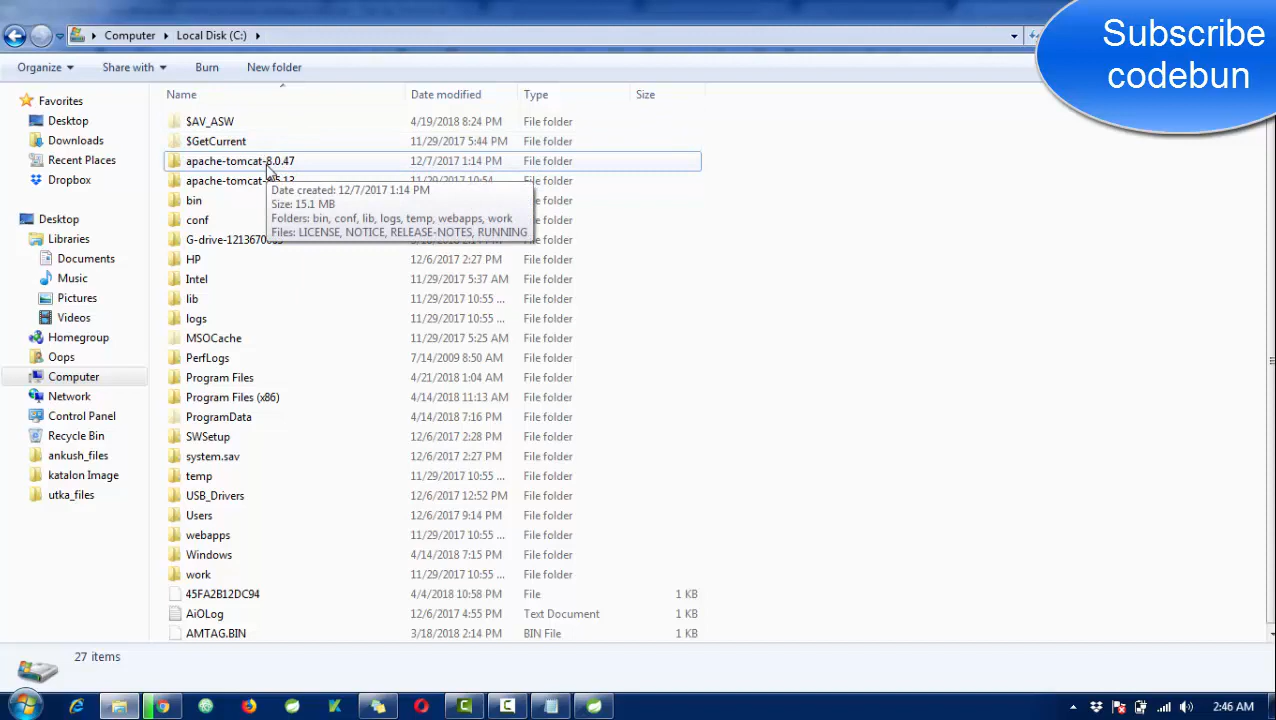 Subscribe
codebun
Computer Local Disk (C:)
Organize Share with Burn New folder
Name Date modified Type Size
Favorites
Desktop
Downloads
Recent Places
Dropbox
Desktop
Libraries
Documents
Music
Pictures
Videos
Homegroup
Oops
Computer
Network
Control Panel
Recycle Bin
ankush_files
katalon Image
utka_files
$AV_ASW 4/19/2018 8:24 PM File folder
$GetCurrent 11/29/2017 5:44 PM File folder
apache-tomcat-8.0.47 12/7/2017 1:14 PM File folder
apache-tomcat- 11/29/2017 10:54 File folder
Date created: 12/7/2017 1:14 PM
Size: 15.1 MB
Folders: bin, conf, lib, logs, temp, webapps, work
Files: LICENSE, NOTICE, RELEASE-NOTES, RUNNING
bin File folder
conf File folder
G-drive- File folder
HP 12/6/2017 2:27 PM File folder
Intel 11/29/2017 5:37 AM File folder
lib 11/29/2017 10:55 ... File folder
logs 11/29/2017 10:55 ... File folder
MSOCache 11/29/2017 5:25 AM File folder
PerfLogs 7/14/2009 8:50 AM File folder
Program Files 4/21/2018 1:04 AM File folder
Program Files (x86) 4/14/2018 11:13 AM File folder
ProgramData 4/14/2018 7:16 PM File folder
SWSetup 12/6/2017 2:28 PM File folder
system.sav 12/6/2017 2:27 PM File folder
temp 11/29/2017 10:55 ... File folder
USB_Drivers 12/6/2017 12:52 PM File folder
Users 12/6/2017 9:14 PM File folder
webapps 11/29/2017 10:55 ... File folder
Windows 4/14/2018 7:15 PM File folder
work 11/29/2017 10:55 ... File folder
45FA2B12DC94 4/4/2018 10:58 PM File 1 KB
AiOLog 12/6/2017 4:55 PM Text Document 1 KB
AMTAG.BIN 3/18/2018 2:14 PM BIN File 1 KB
27 items
2:46 AM